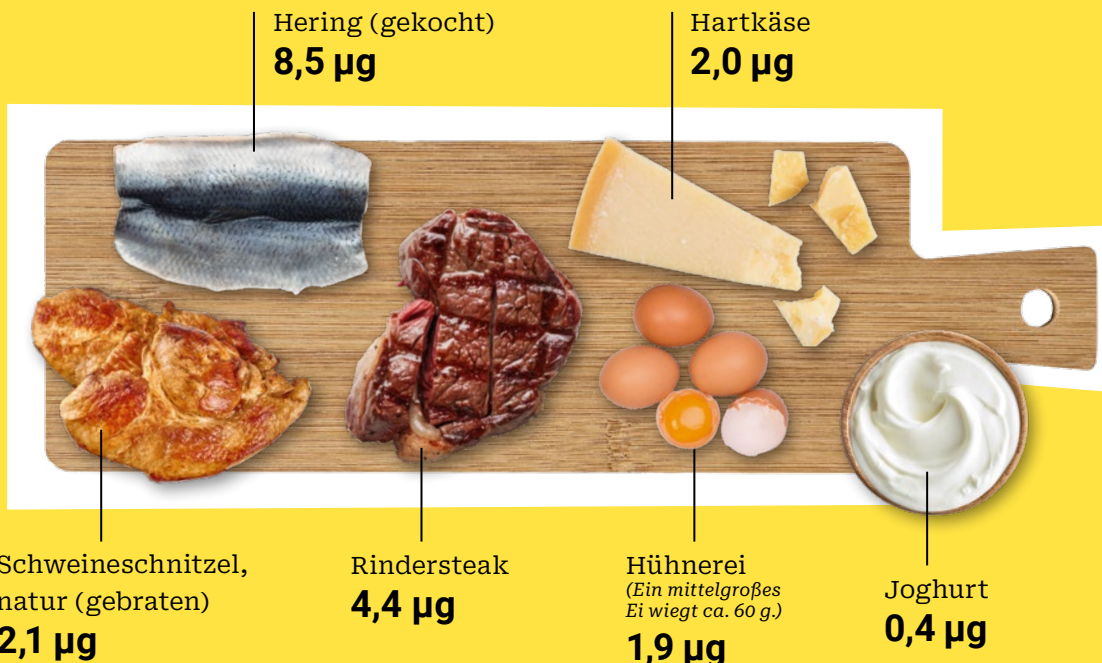 Hering (gekocht)
8,5 µg
Hartkäse
2,0 µg
Schweineschnitzel,
natur (gebraten)
2,1 µg
Rindersteak
4,4 µg
Hühnerei
(Ein mittelgroßes
Ei wiegt ca. 60 g.)
1,9 µg
Joghurt
0,4 µg